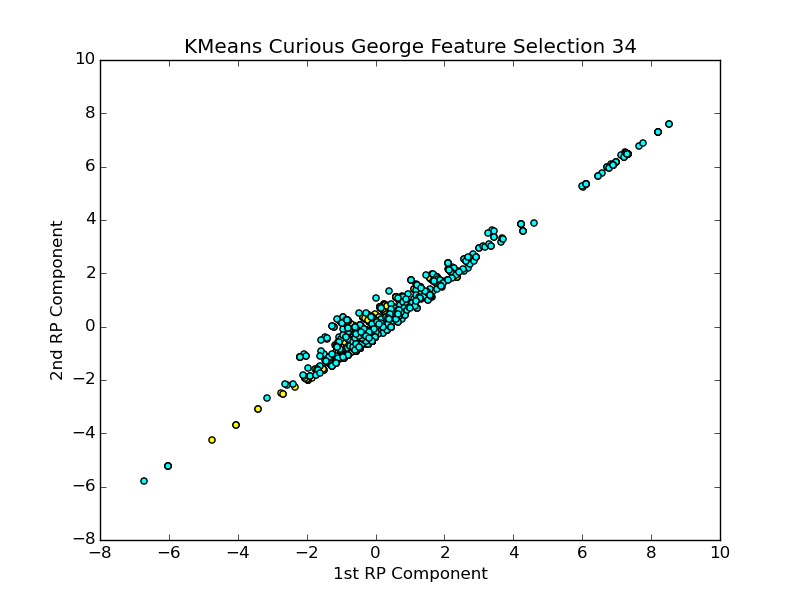 KMeans Curious George Feature Selection 34
10
8
6
4
2
0
−2
−4
−6
−8
2nd RP Component
−8 −6 −4 −2 0 2 4 6 8 10
1st RP Component